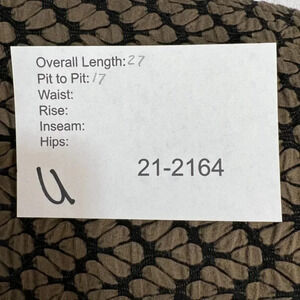 Overall Length: 27
Pit to Pit: 17
Waist:
Rise:
Inseam:
Hips:
U
21-2164